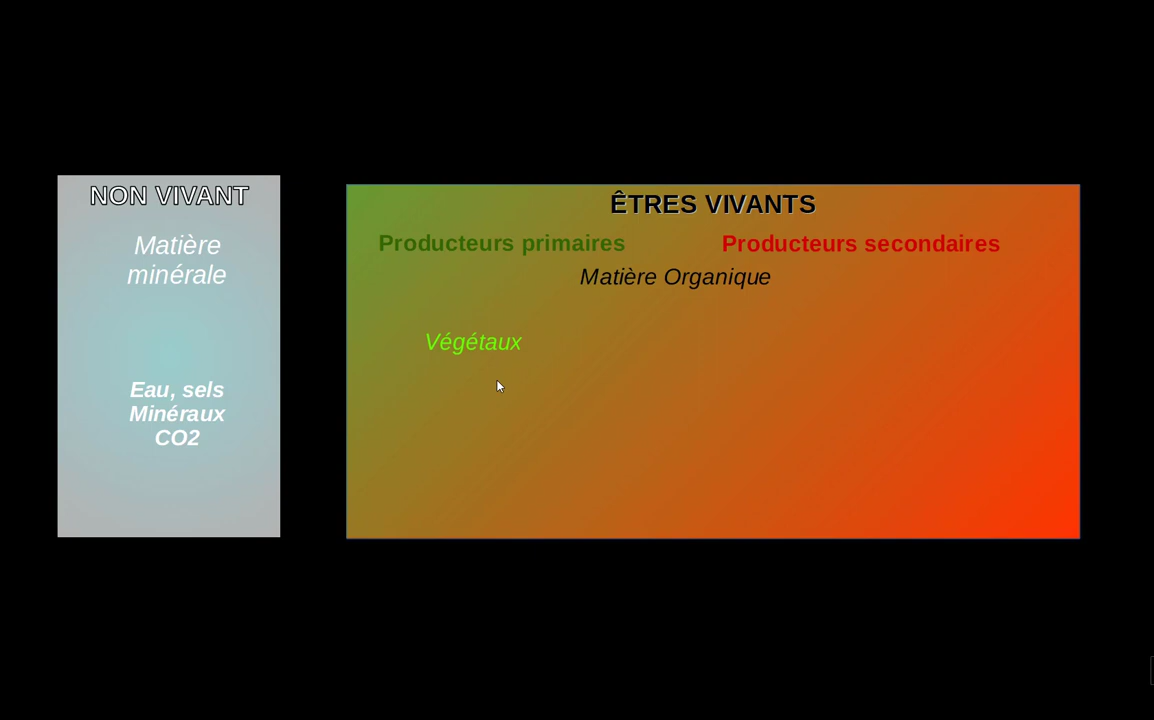 NON VIVANT
Matière
minérale
Eau, sels
Minéraux
CO2
ÊTRES VIVANTS
Producteurs primaires
Producteurs secondaires
Matière Organique
Végétaux